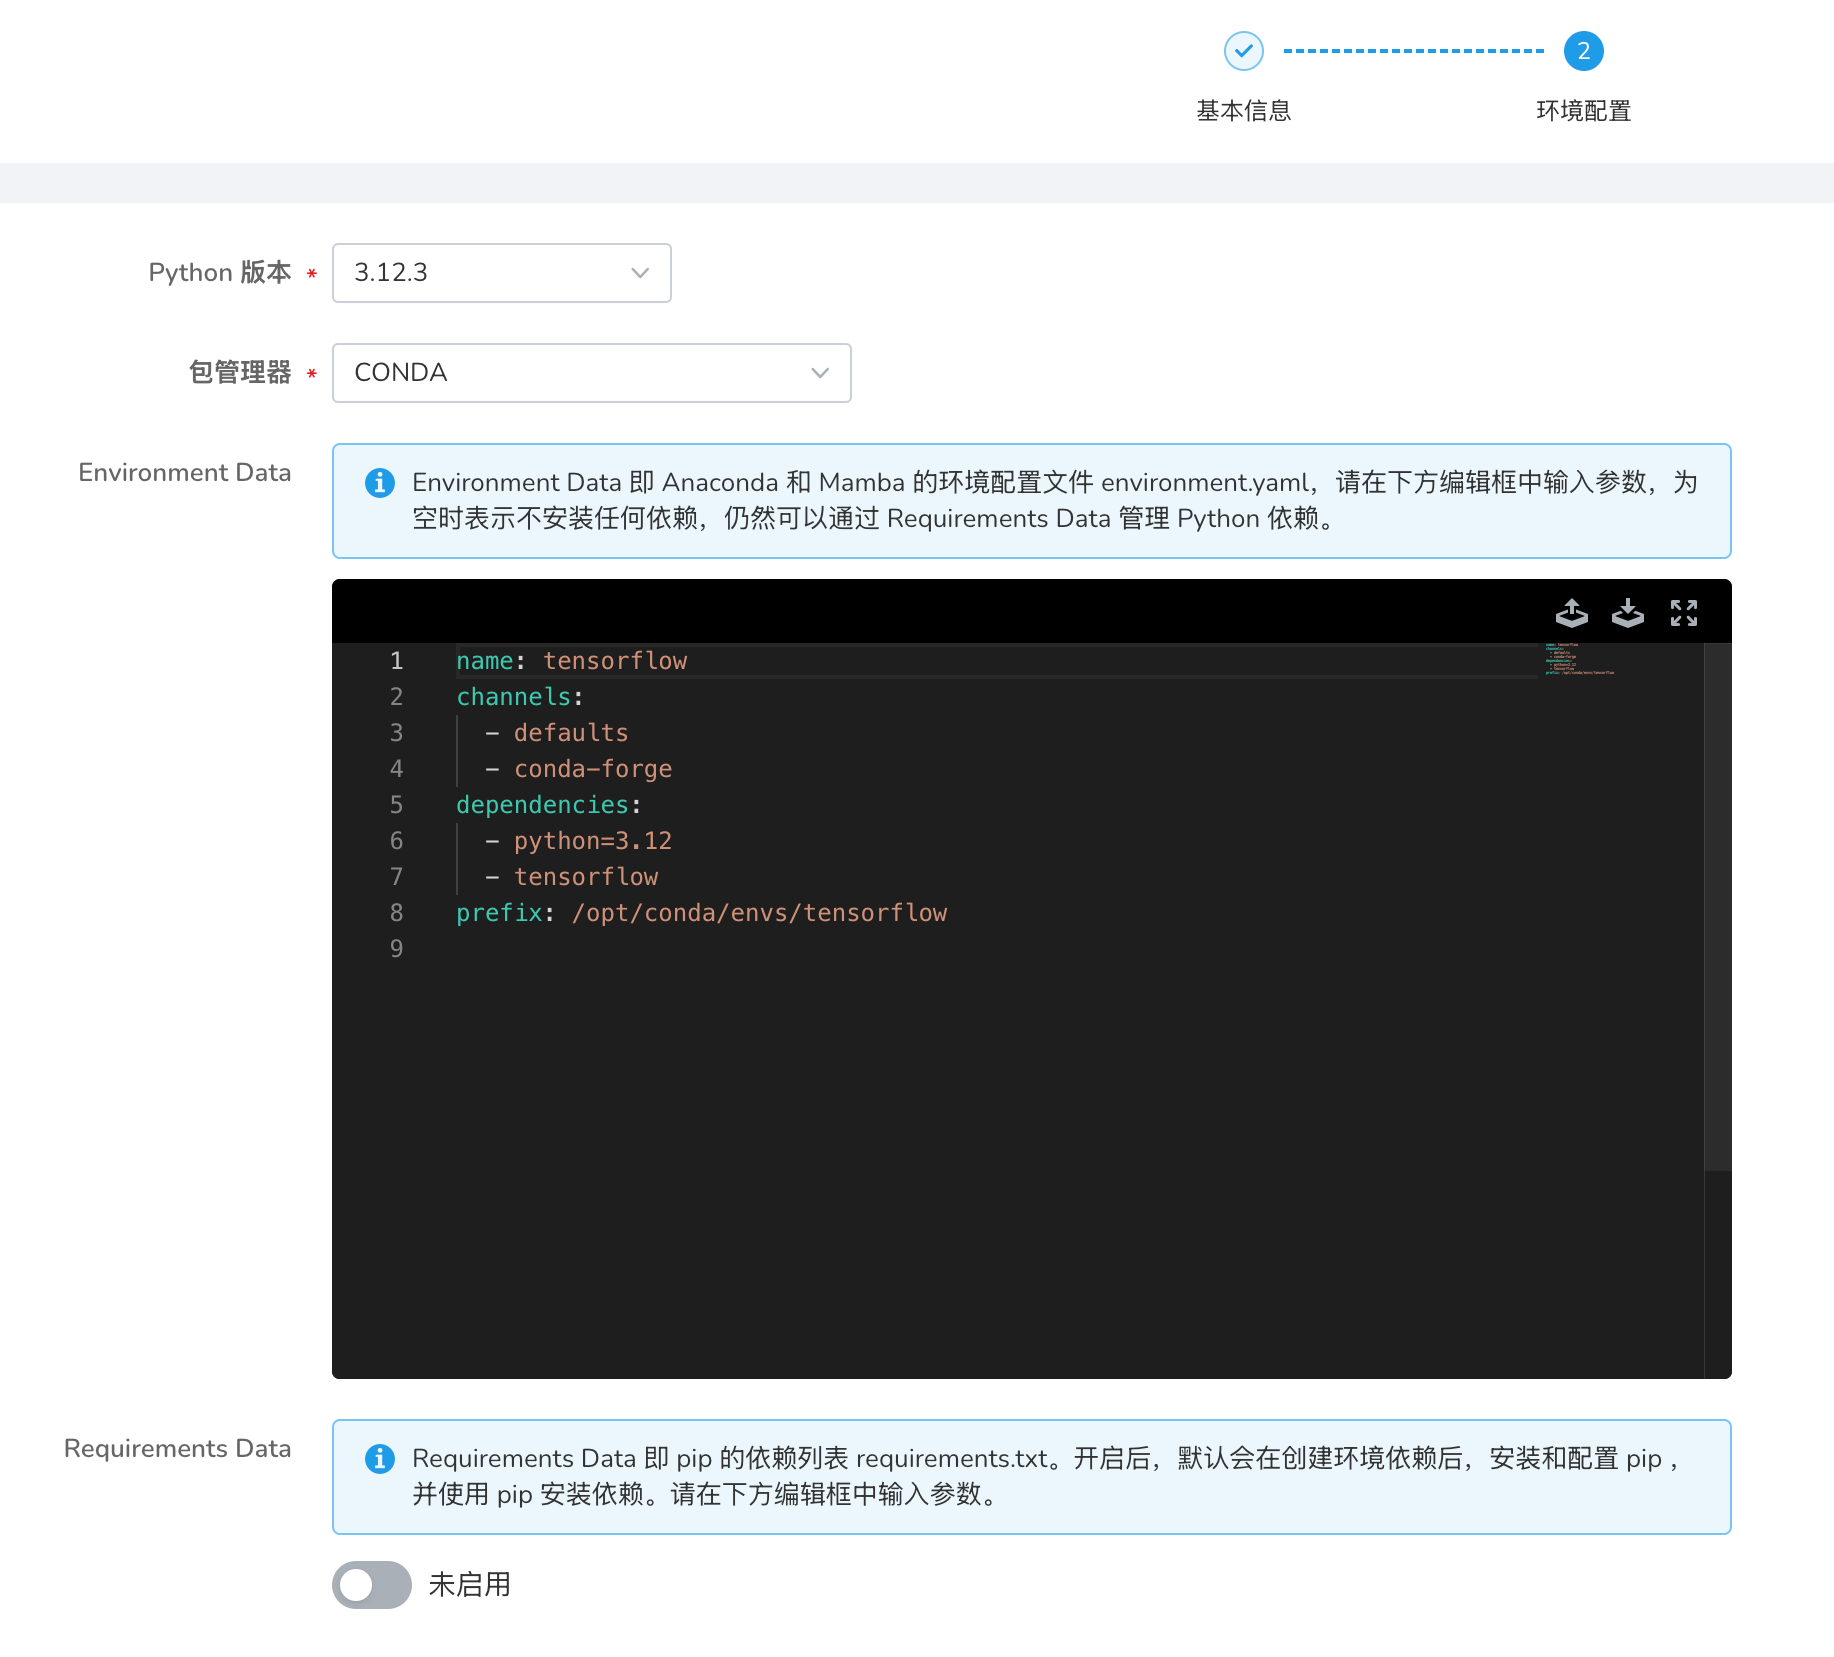 2
基本信息
环境配置
Python 版本 *
3.12.3
包管理器 *
CONDA
Environment Data
Environment Data 即 Anaconda 和 Mamba 的环境配置文件 environment.yaml，请在下方编辑框中输入参数，为
空时表示不安装任何依赖，仍然可以通过 Requirements Data 管理 Python 依赖。
1 name: tensorflow
2 channels:
3   - defaults
4   - conda-forge
5 dependencies:
6   - python=3.12
7   - tensorflow
8 prefix: /opt/conda/envs/tensorflow
9
Requirements Data
Requirements Data 即 pip 的依赖列表 requirements.txt。开启后，默认会在创建环境依赖后，安装和配置 pip ，
并使用 pip 安装依赖。请在下方编辑框中输入参数。
未启用